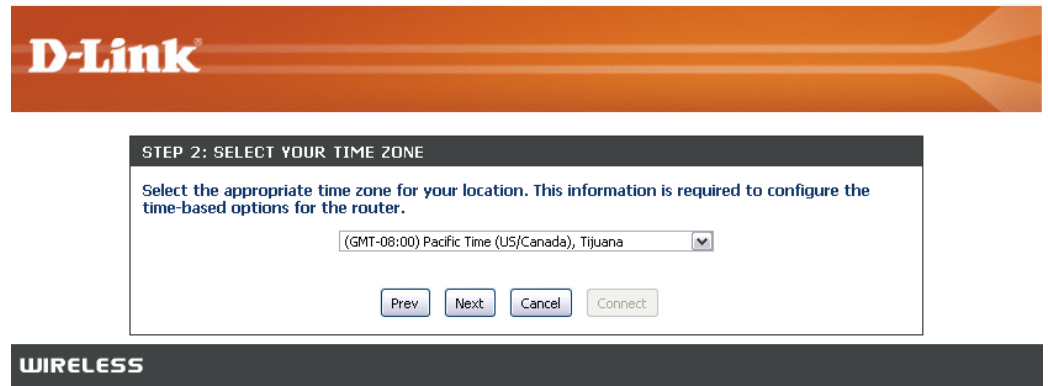 D-Link®
STEP 2: SELECT YOUR TIME ZONE
Select the appropriate time zone for your location. This information is required to configure the
time-based options for the router.
(GMT-08:00) Pacific Time (US/Canada), Tijuana
Prev Next Cancel Connect
WIRELESS